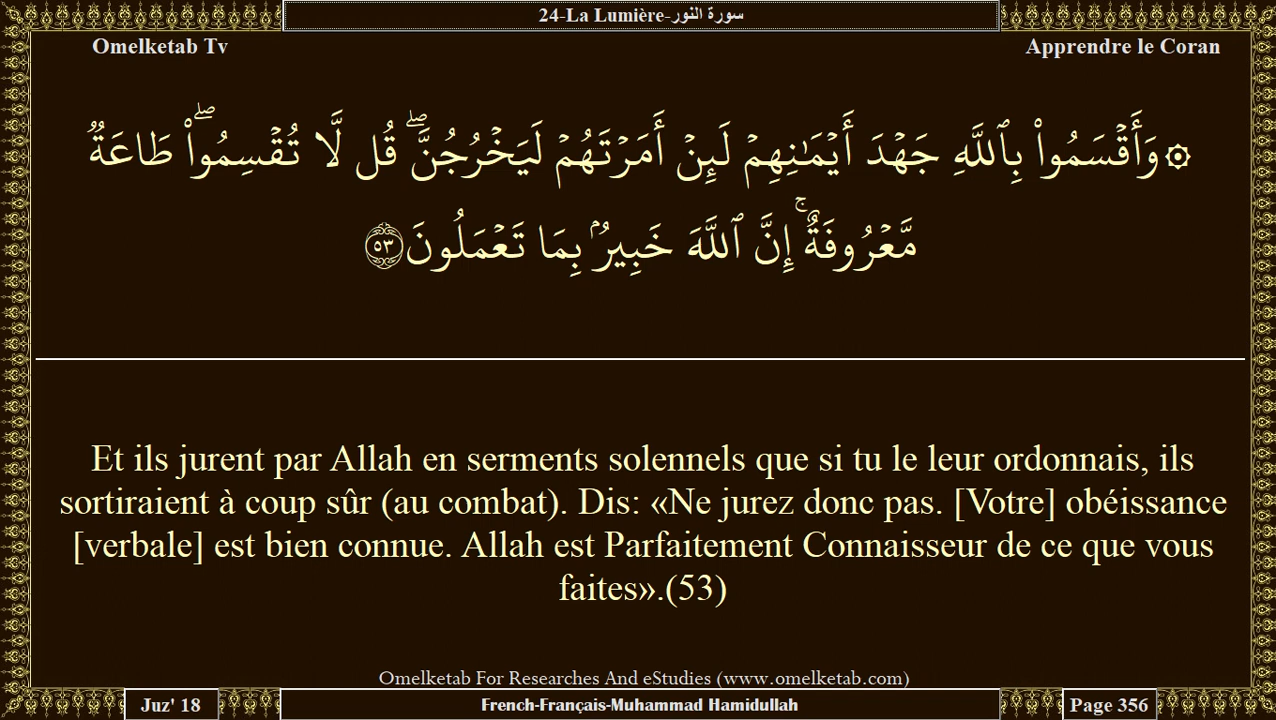 24-La Lumière-سورة النور
Omelketab Tv
Apprendre le Coran
۞ وَأَقۡسَمُواْ بِٱللَّهِ جَهۡدَ أَيۡمَٰنِهِمۡ لَئِنۡ أَمَرۡتَهُمۡ لَيَخۡرُجُنَّۖ قُل لَّا تُقۡسِمُواْۖ طَاعَةٞ
مَّعۡرُوفَةٌۚ إِنَّ ٱللَّهَ خَبِيرُۢ بِمَا تَعۡمَلُونَ ٥٣
Et ils jurent par Allah en serments solennels que si tu le leur ordonnais, ils
sortiraient à coup sûr (au combat). Dis: «Ne jurez donc pas. [Votre] obéissance
[verbale] est bien connue. Allah est Parfaitement Connaisseur de ce que vous
faites».(53)
Omelketab For Researches And eStudies (www.omelketab.com)
Juz' 18
French-Français-Muhammad Hamidullah
Page 356